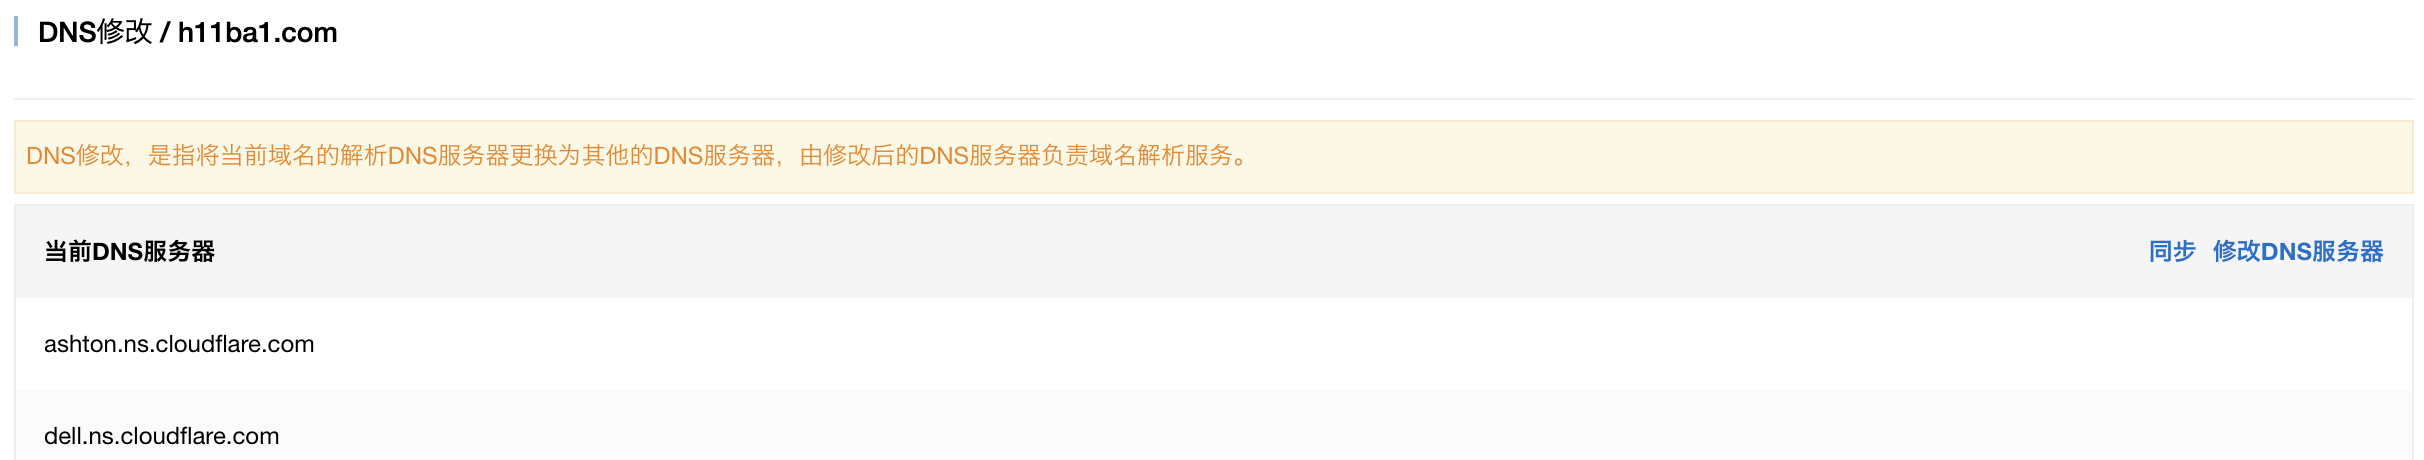 DNS修改 / h11ba1.com
DNS修改，是指将当前域名的解析DNS服务器更换为其他的DNS服务器，由修改后的DNS服务器负责域名解析服务。
当前DNS服务器 同步 修改DNS服务器
ashton.ns.cloudflare.com
dell.ns.cloudflare.com